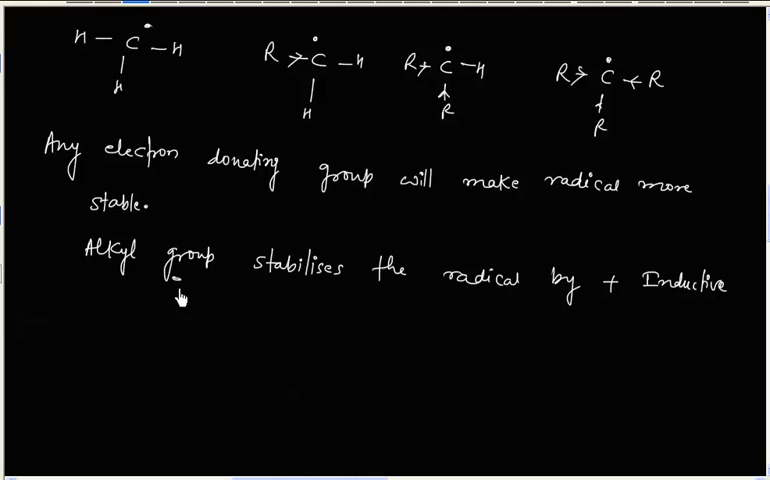 H — C — H
H
R → C — H
H
R → C — H
R
R → C ← R
R
Any electron donating group will make radical more
stable.
Alkyl group stabilises the radical by + Inductive